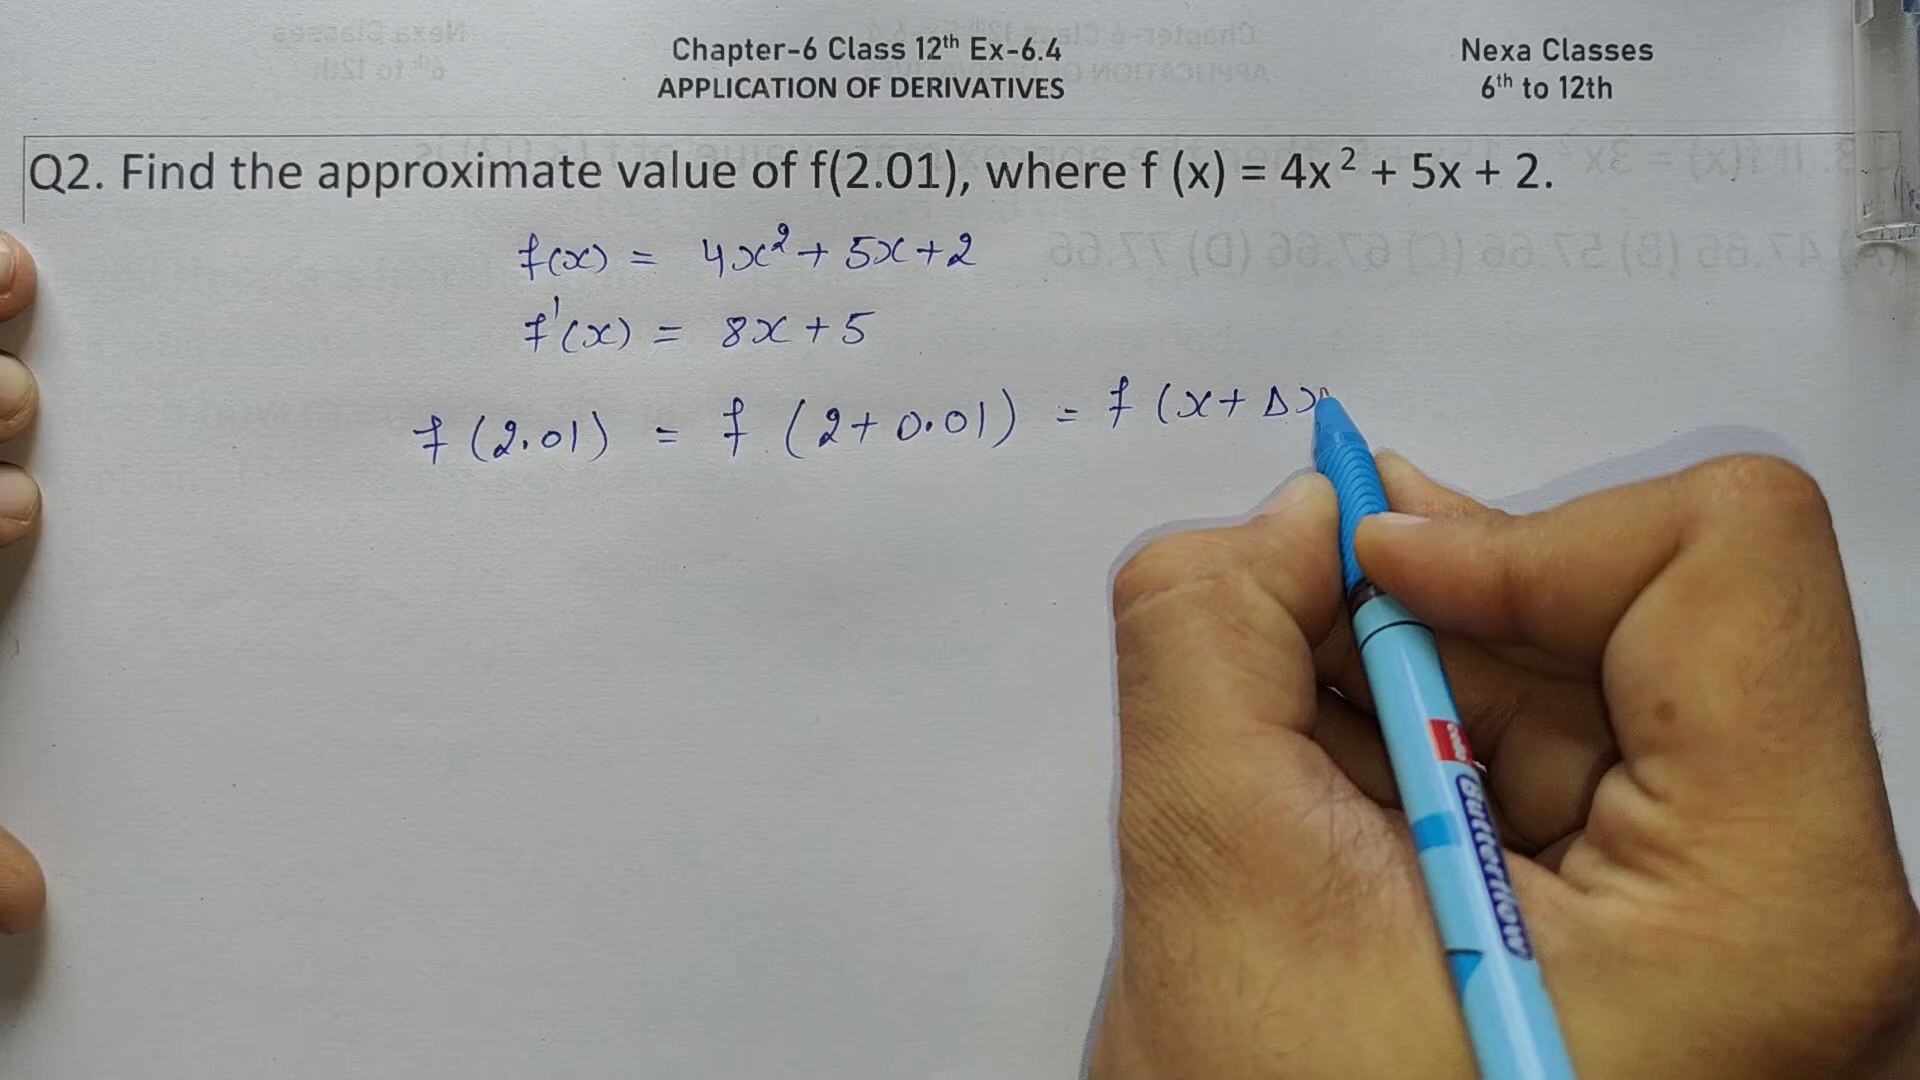 Chapter-6 Class 12th Ex-6.4
APPLICATION OF DERIVATIVES
Nexa Classes
6th to 12th
Q2. Find the approximate value of f(2.01), where f (x) = 4x² + 5x + 2.
f(x) = 4x² + 5x + 2
f'(x) = 8x + 5
f (2.01) = f (2 + 0.01) = f (x + Δx
Butterflow